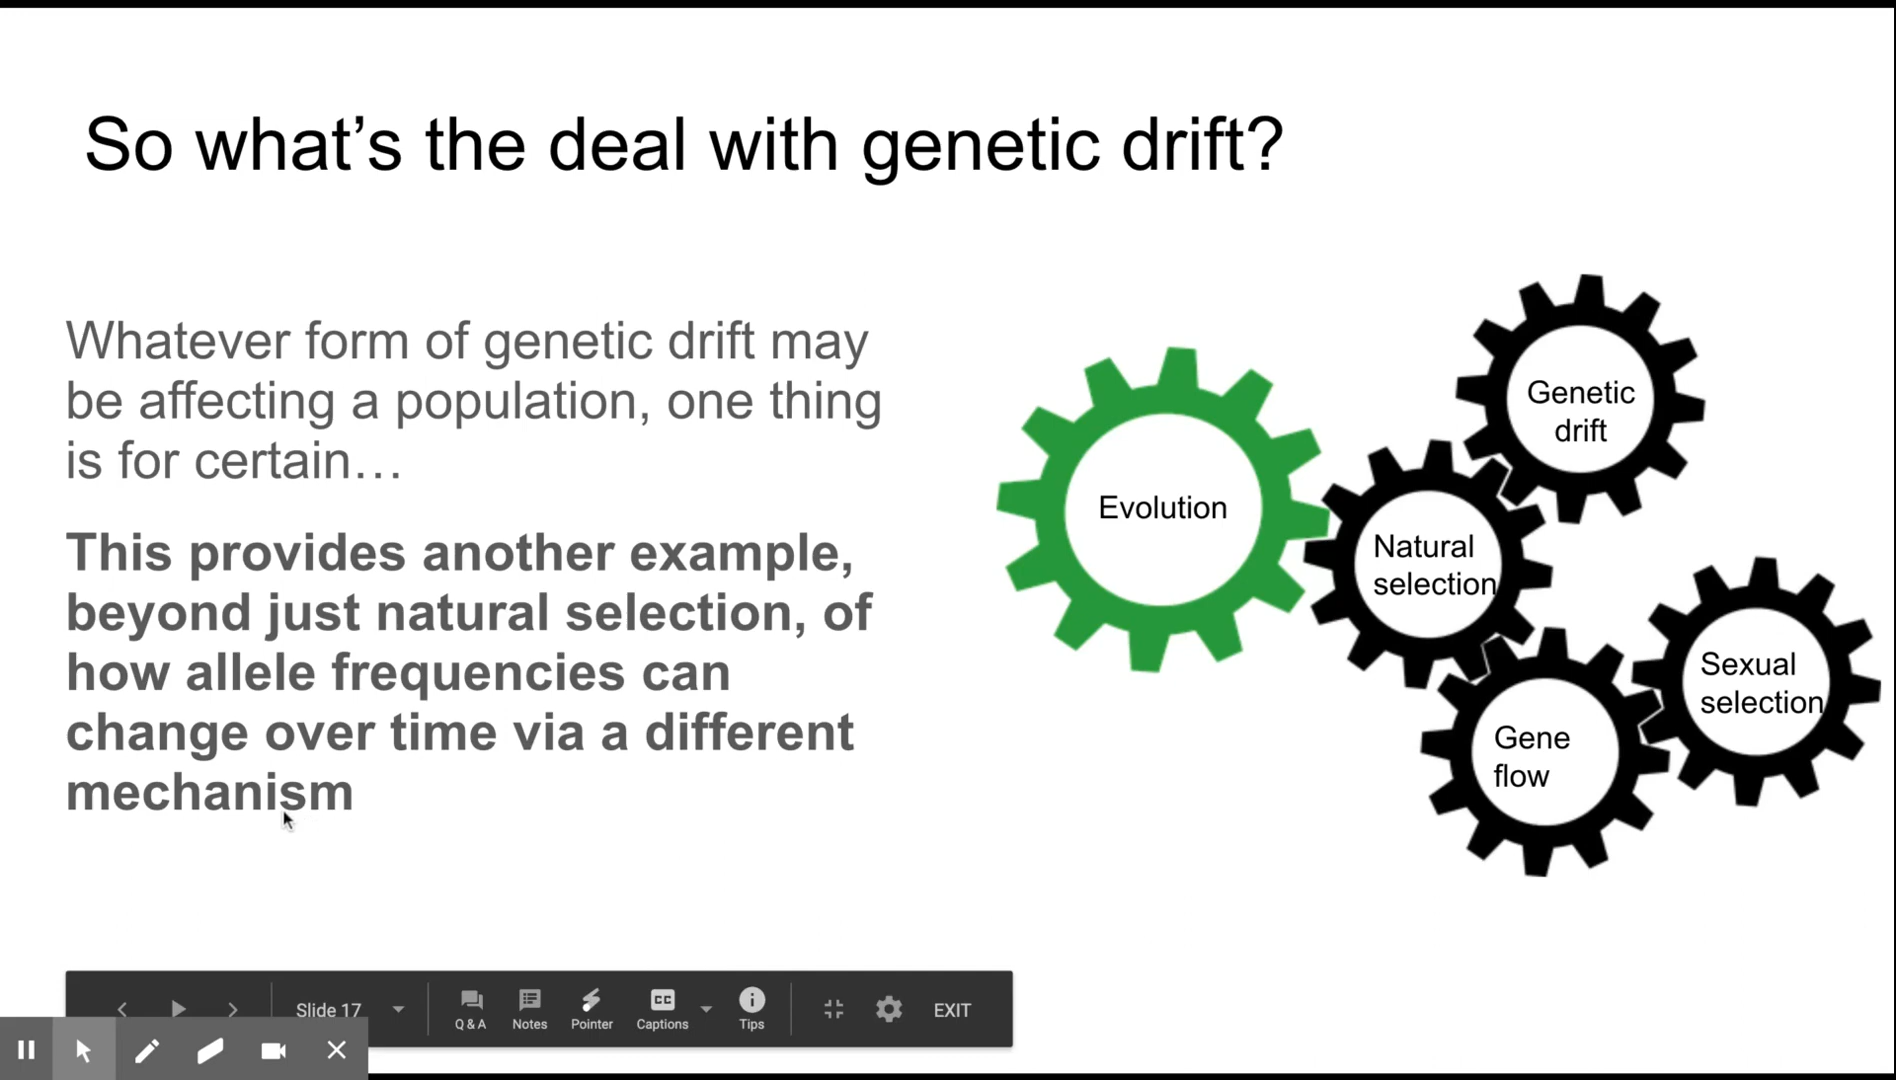 So what’s the deal with genetic drift?
Whatever form of genetic drift may
be affecting a population, one thing
is for certain…
This provides another example,
beyond just natural selection, of
how allele frequencies can
change over time via a different
mechanism
Evolution
Genetic
drift
Natural
selection
Sexual
selection
Gene
flow
Slide 17
Q & A
Notes
Pointer
CC
Captions
Tips
EXIT